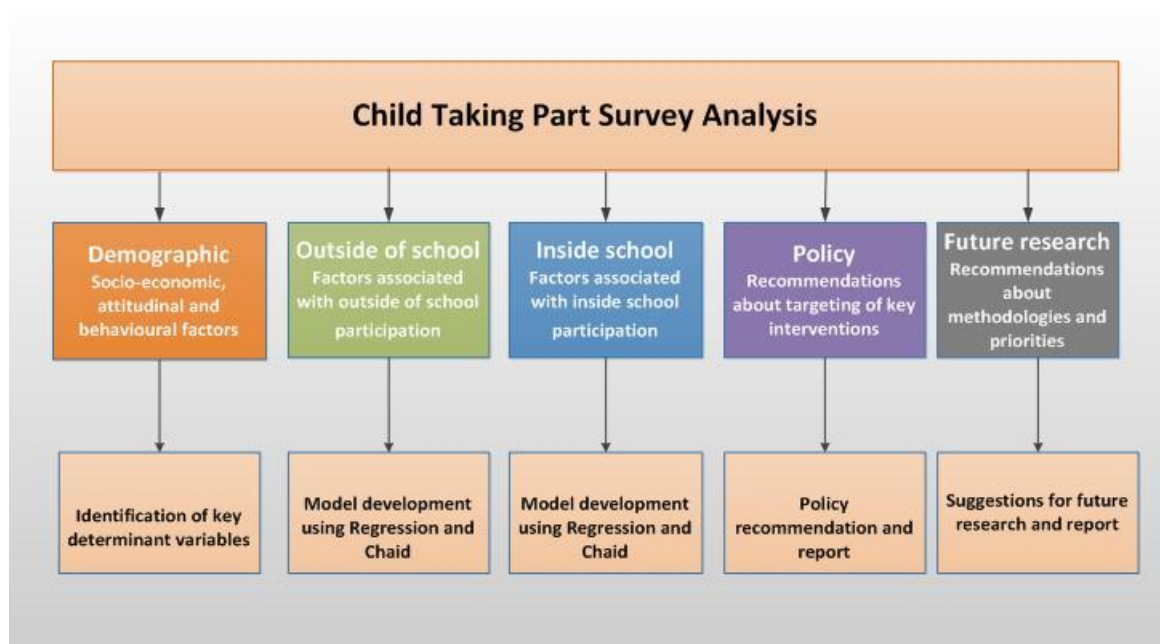 Child Taking Part Survey Analysis
Demographic
Socio-economic,
attitudinal and
behavioural factors
Outside of school
Factors associated
with outside of school
participation
Inside school
Factors associated
with inside school
participation
Policy
Recommendations
about targeting of key
interventions
Future research
Recommendations
about
methodologies and
priorities
Identification of key
determinant variables
Model development
using Regression and
Chaid
Model development
using Regression and
Chaid
Policy
recommendation and
report
Suggestions for future
research and report